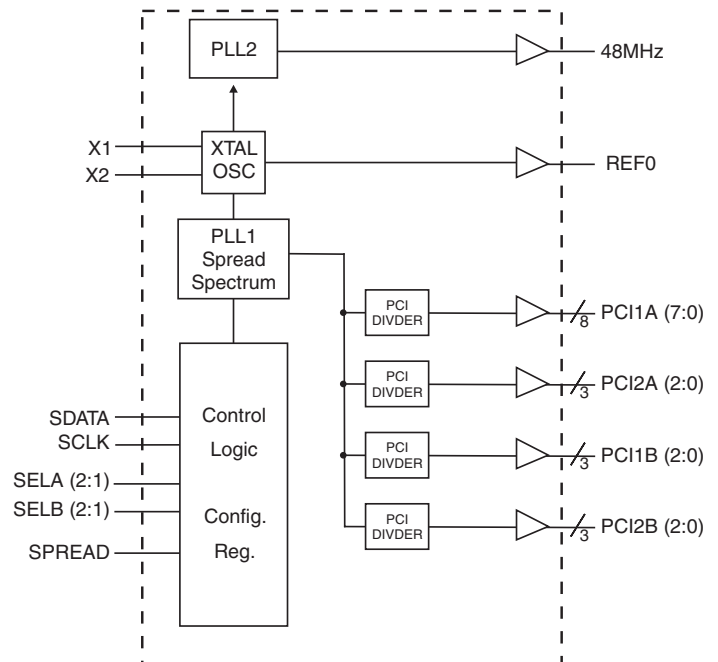 PLL2
48MHz
X1
X2
XTAL
OSC
REF0
PLL1
Spread
Spectrum
PCI
DIVDER
8
PCI1A (7:0)
PCI
DIVDER
3
PCI2A (2:0)
PCI
DIVDER
3
PCI1B (2:0)
PCI
DIVDER
3
PCI2B (2:0)
SDATA
SCLK
SELA (2:1)
SELB (2:1)
SPREAD
Control
Logic
Config.
Reg.